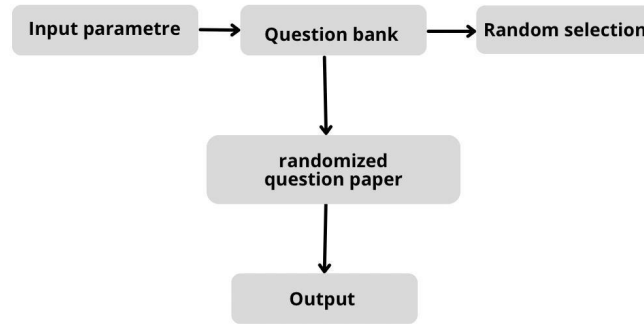 Input parametre
Question bank
Random selection
randomized
question paper
Output